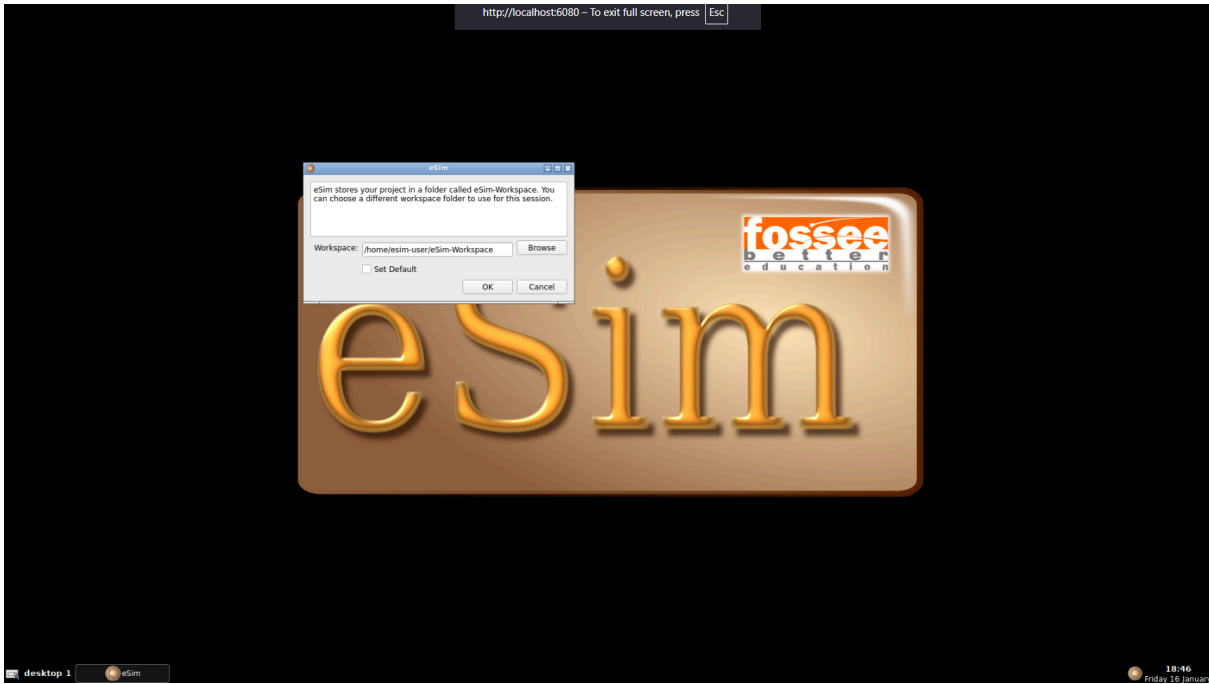 http://localhost:6080 – To exit full screen, press Esc
eSim
eSim stores your project in a folder called eSim-Workspace. You
can choose a different workspace folder to use for this session.
Workspace: /home/esim-user/eSim-Workspace Browse
Set Default
OK Cancel
fossee
better
education
eSim
desktop 1 eSim
18:46
Friday 16 January